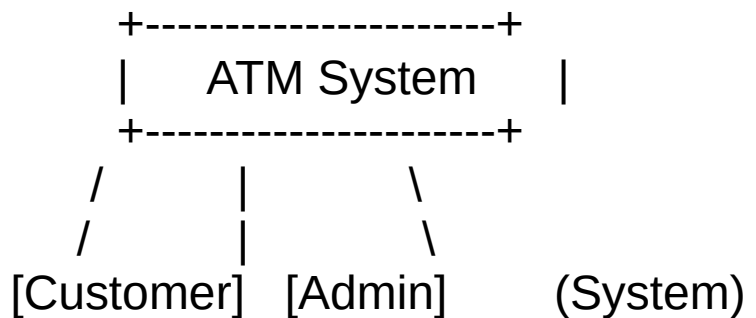 +----------------------+
|     ATM System     |
+----------------------+
/          |           \
/           |            \
[Customer]   [Admin]        (System)